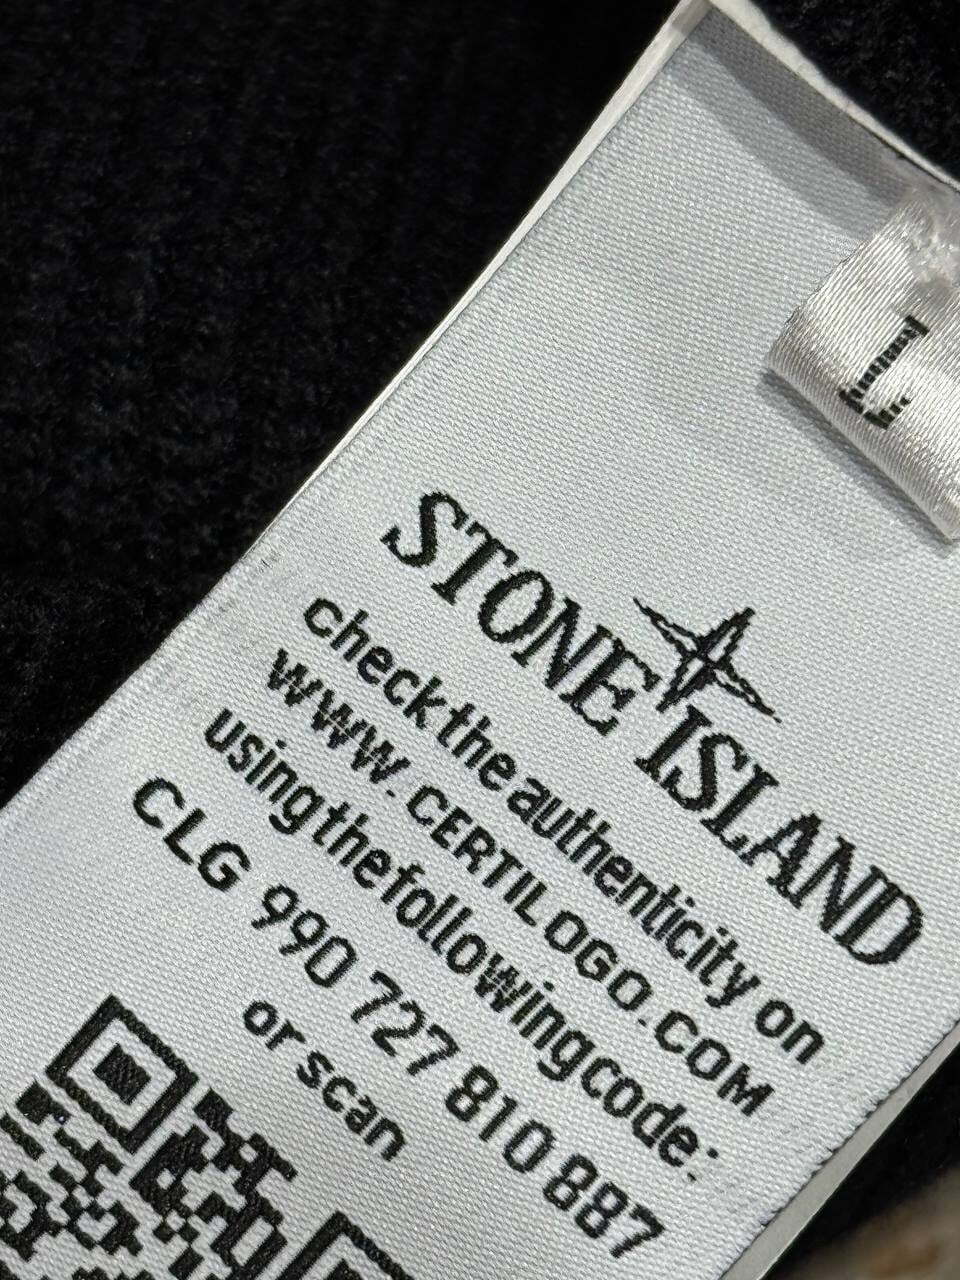 L
STONE ISLAND
check the authenticity on
WWW.CERTILOGO.COM
using the following code:
CLG 990 727 810 887
or scan